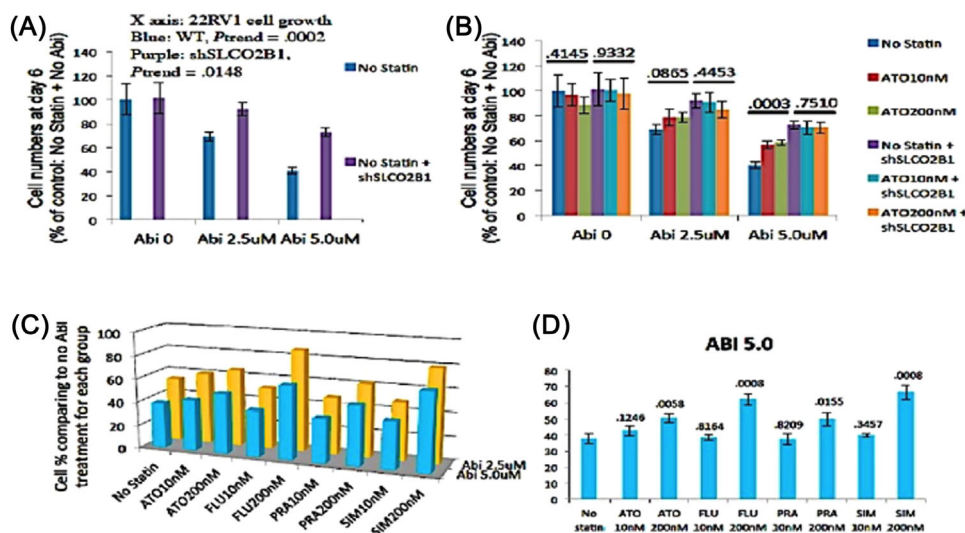 (A)
X axis: 22RV1 cell growth
Blue: WT, Ptrend = .0002
Purple: shSLCO2B1,
Ptrend = .0148
Cell numbers at day 6
(% of control: No Statin + No Abi)
140
120
100
80
60
40
20
0
Abi 0
Abi 2.5uM
Abi 5.0uM
No Statin
No Statin +
shSLCO2B1
(B)
Cell numbers at day 6
(% of control: No Statin + No Abi)
140
120
100
80
60
40
20
0
.4145 .9332
.0865 .4453
.0003 .7510
Abi 0
Abi 2.5uM
Abi 5.0uM
No Statin
ATO10nM
ATO200nM
No Statin +
shSLCO2B1
ATO10nM +
shSLCO2B1
ATO200nM +
shSLCO2B1
(C)
Cell % comparing to no ABI
treatment for each group
100
80
60
40
20
0
No Statin
ATO10nM
ATO200nM
FLU10nM
FLU200nM
PRA10nM
PRA200nM
SIM10nM
SIM200nM
Abi 2.5uM
Abi 5.0uM
(D)
ABI 5.0
80
70
60
50
40
30
20
10
0
.1246
.0058
.8164
.0008
.8209
.0155
.3457
.0008
No
statin
ATO
10nM
ATO
200nM
FLU
10nM
FLU
200nM
PRA
10nM
PRA
200nM
SIM
10nM
SIM
200nM